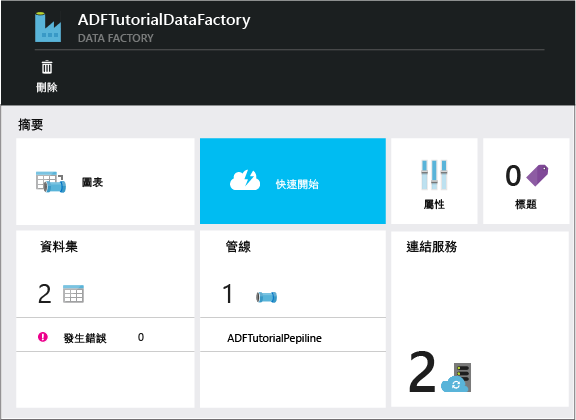 ADFTutorialDataFactory
DATA FACTORY
刪除
摘要
圖表
快速開始
屬性
0
標題
資料集
2
發生錯誤 0
管線
1
ADFTutorialPepiline
連結服務
2